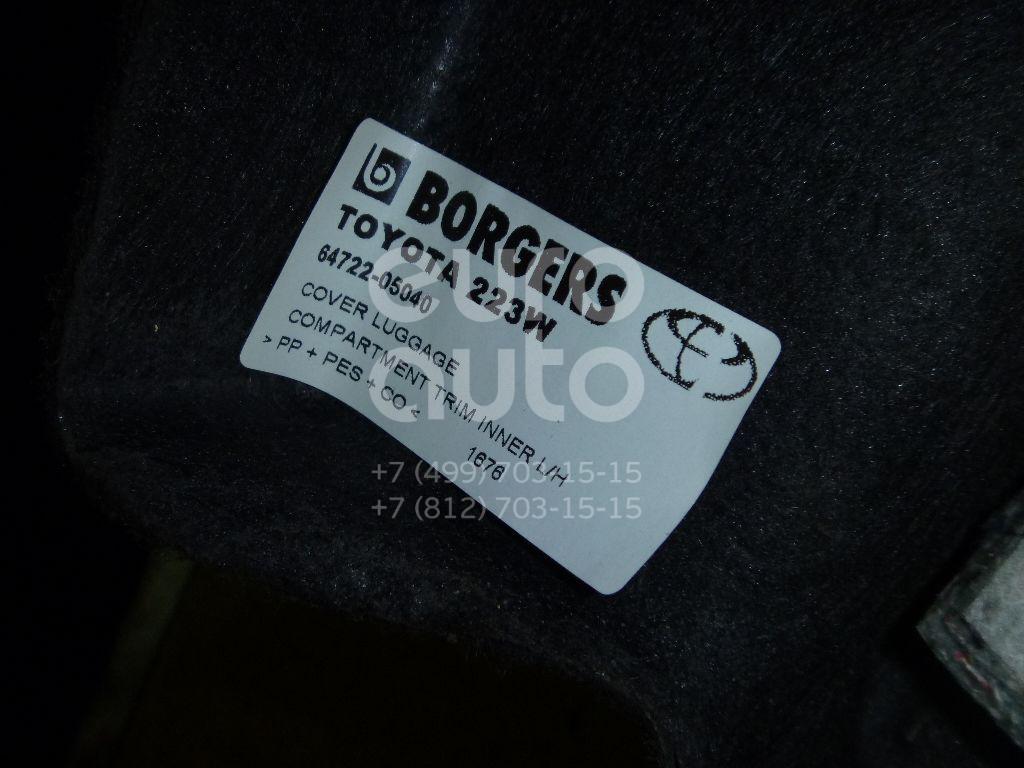 b BORGERS
TOYOTA 223W
64722-05040
COVER LUGGAGE
COMPARTMENT TRIM INNER L/H
> PP + PES + CO <
1676
euro
auto
+7 (499) 703-15-15
+7 (812) 703-15-15